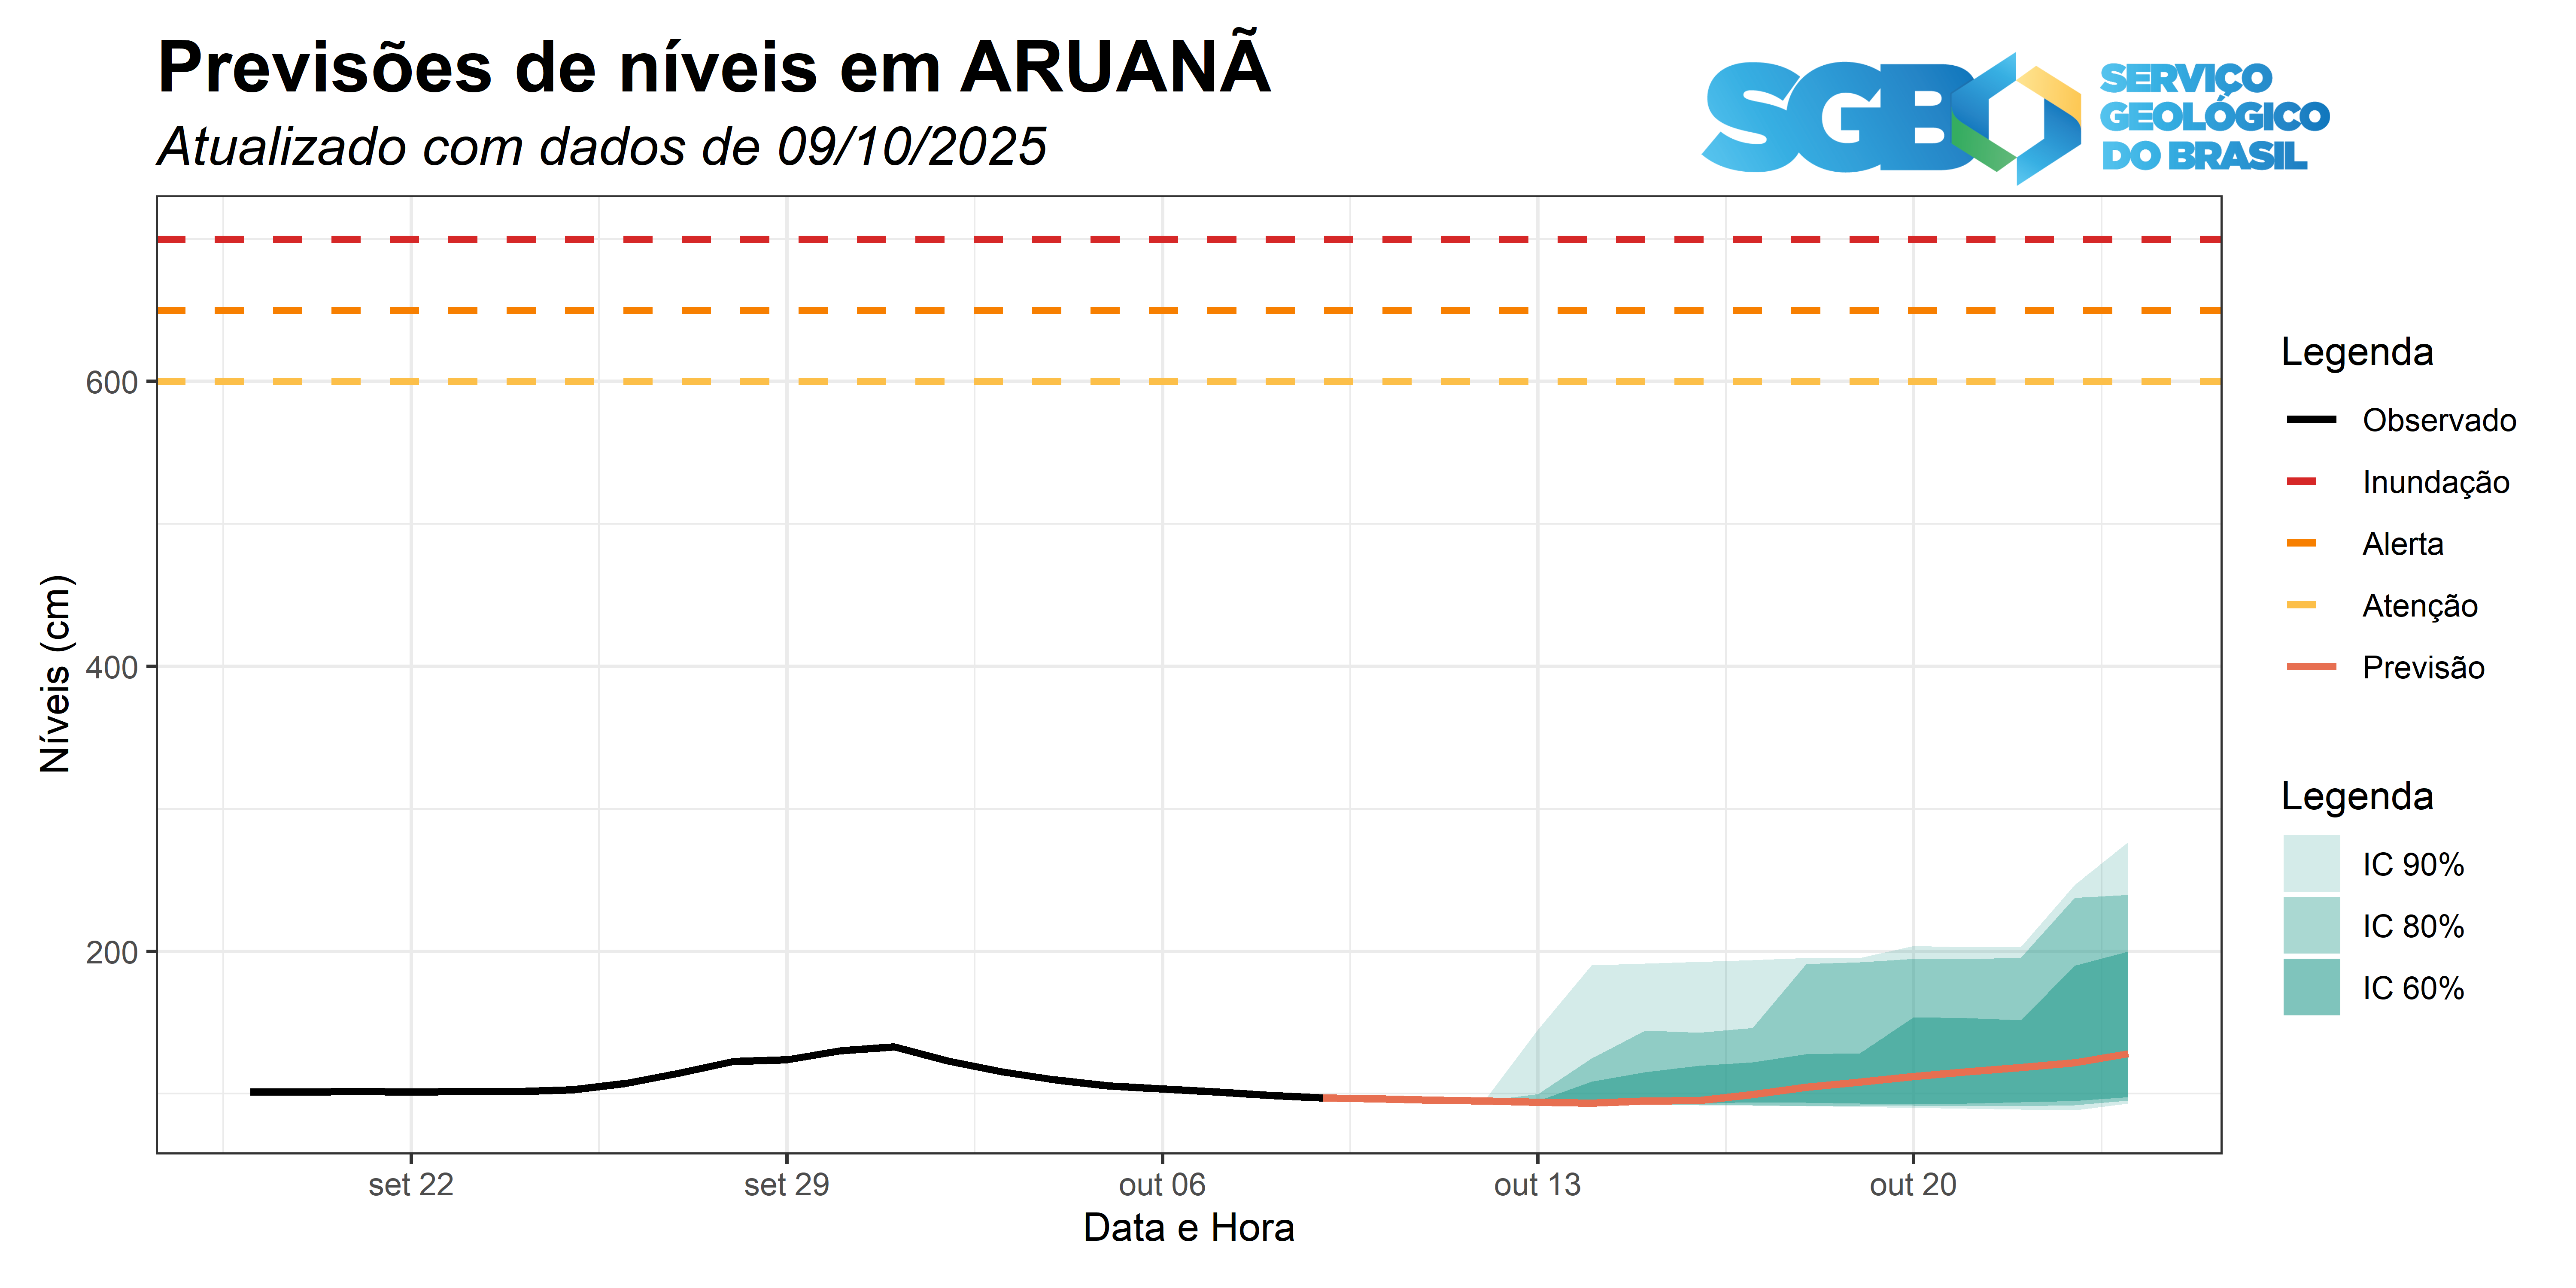 Previsões de níveis em ARUANÃ
Atualizado com dados de 09/10/2025
SGB
SERVIÇO
GEOLÓGICO
DO BRASIL
Níveis (cm)
600
400
200
set 22
set 29
out 06
out 13
out 20
Data e Hora
Legenda
Observado
Inundação
Alerta
Atenção
Previsão
Legenda
IC 90%
IC 80%
IC 60%